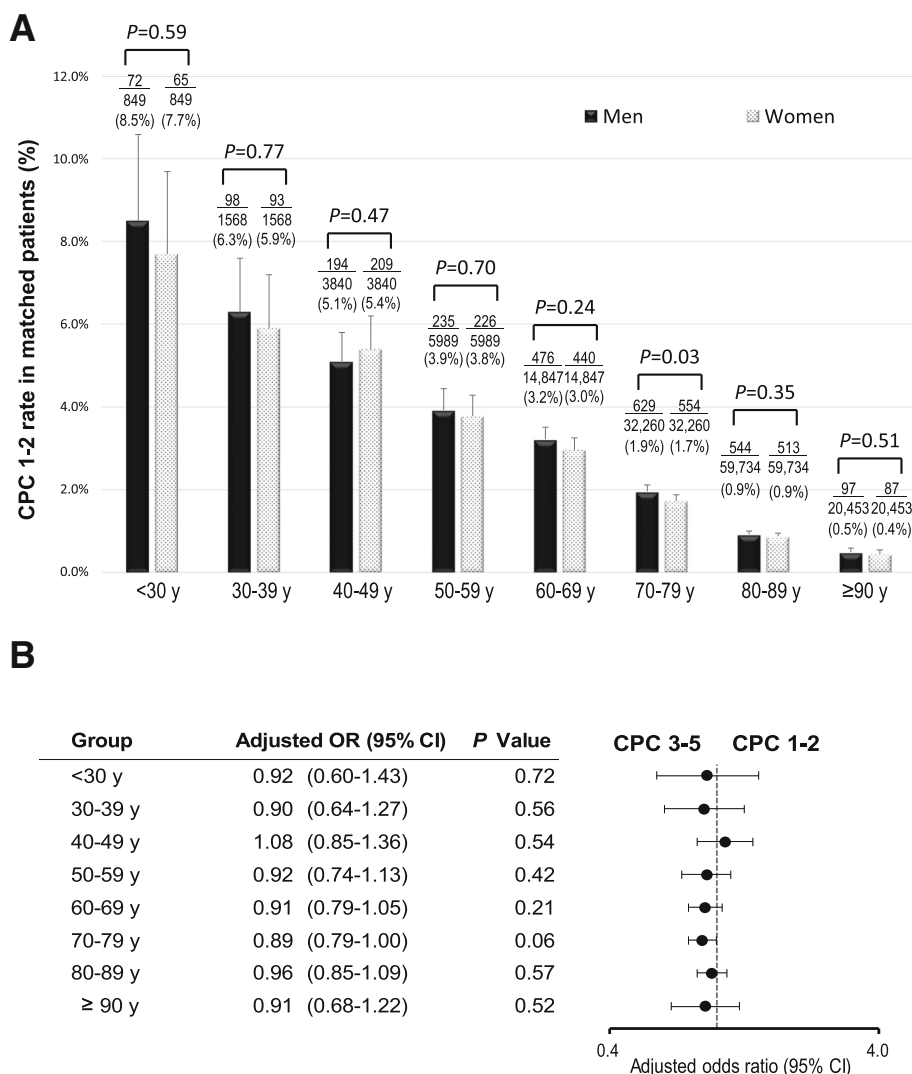 A
P=0.59
12.0%
72 65
849 849
(8.5%) (7.7%)
Men Women
10.0%
P=0.77
98 93
1568 1568
(6.3%) (5.9%)
P=0.47
194 209
3840 3840
(5.1%) (5.4%)
8.0%
P=0.70
235 226
5989 5989
(3.9%) (3.8%)
6.0%
P=0.24
476 440
14,847 14,847
(3.2%) (3.0%)
P=0.03
629 554
32,260 32,260
(1.9%) (1.7%)
4.0%
P=0.35
544 513
59,734 59,734
(0.9%) (0.9%)
P=0.51
97 87
20,453 20,453
(0.5%) (0.4%)
2.0%
0.0%
CPC 1-2 rate in matched patients (%)
<30 y 30-39 y 40-49 y 50-59 y 60-69 y 70-79 y 80-89 y ≥90 y
B
Group Adjusted OR (95% CI) P Value CPC 3-5 CPC 1-2
<30 y 0.92 (0.60-1.43) 0.72
30-39 y 0.90 (0.64-1.27) 0.56
40-49 y 1.08 (0.85-1.36) 0.54
50-59 y 0.92 (0.74-1.13) 0.42
60-69 y 0.91 (0.79-1.05) 0.21
70-79 y 0.89 (0.79-1.00) 0.06
80-89 y 0.96 (0.85-1.09) 0.57
≥ 90 y 0.91 (0.68-1.22) 0.52
0.4 4.0
Adjusted odds ratio (95% CI)